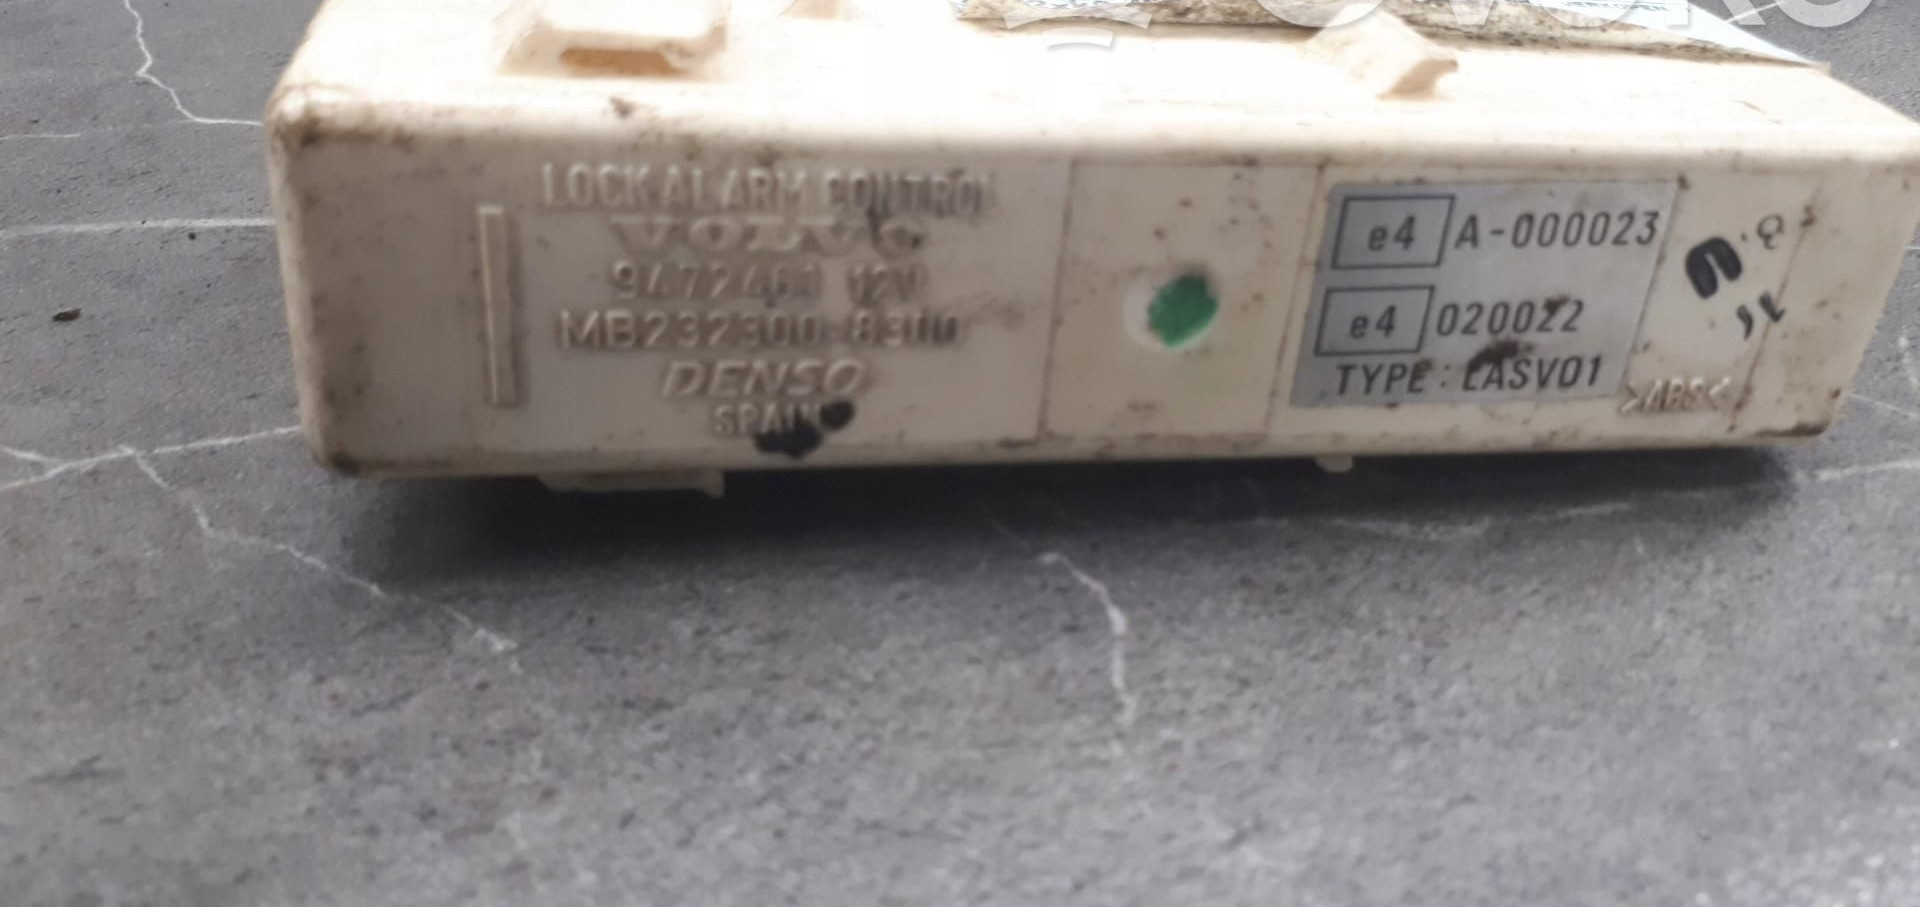 LOCK-ALARM CONTROL
VOLVO
9472461 12V
MB232300-8300
DENSO
SPAIN
e4 A-000023
e4 020022
TYPE: LASV01
>ABS<